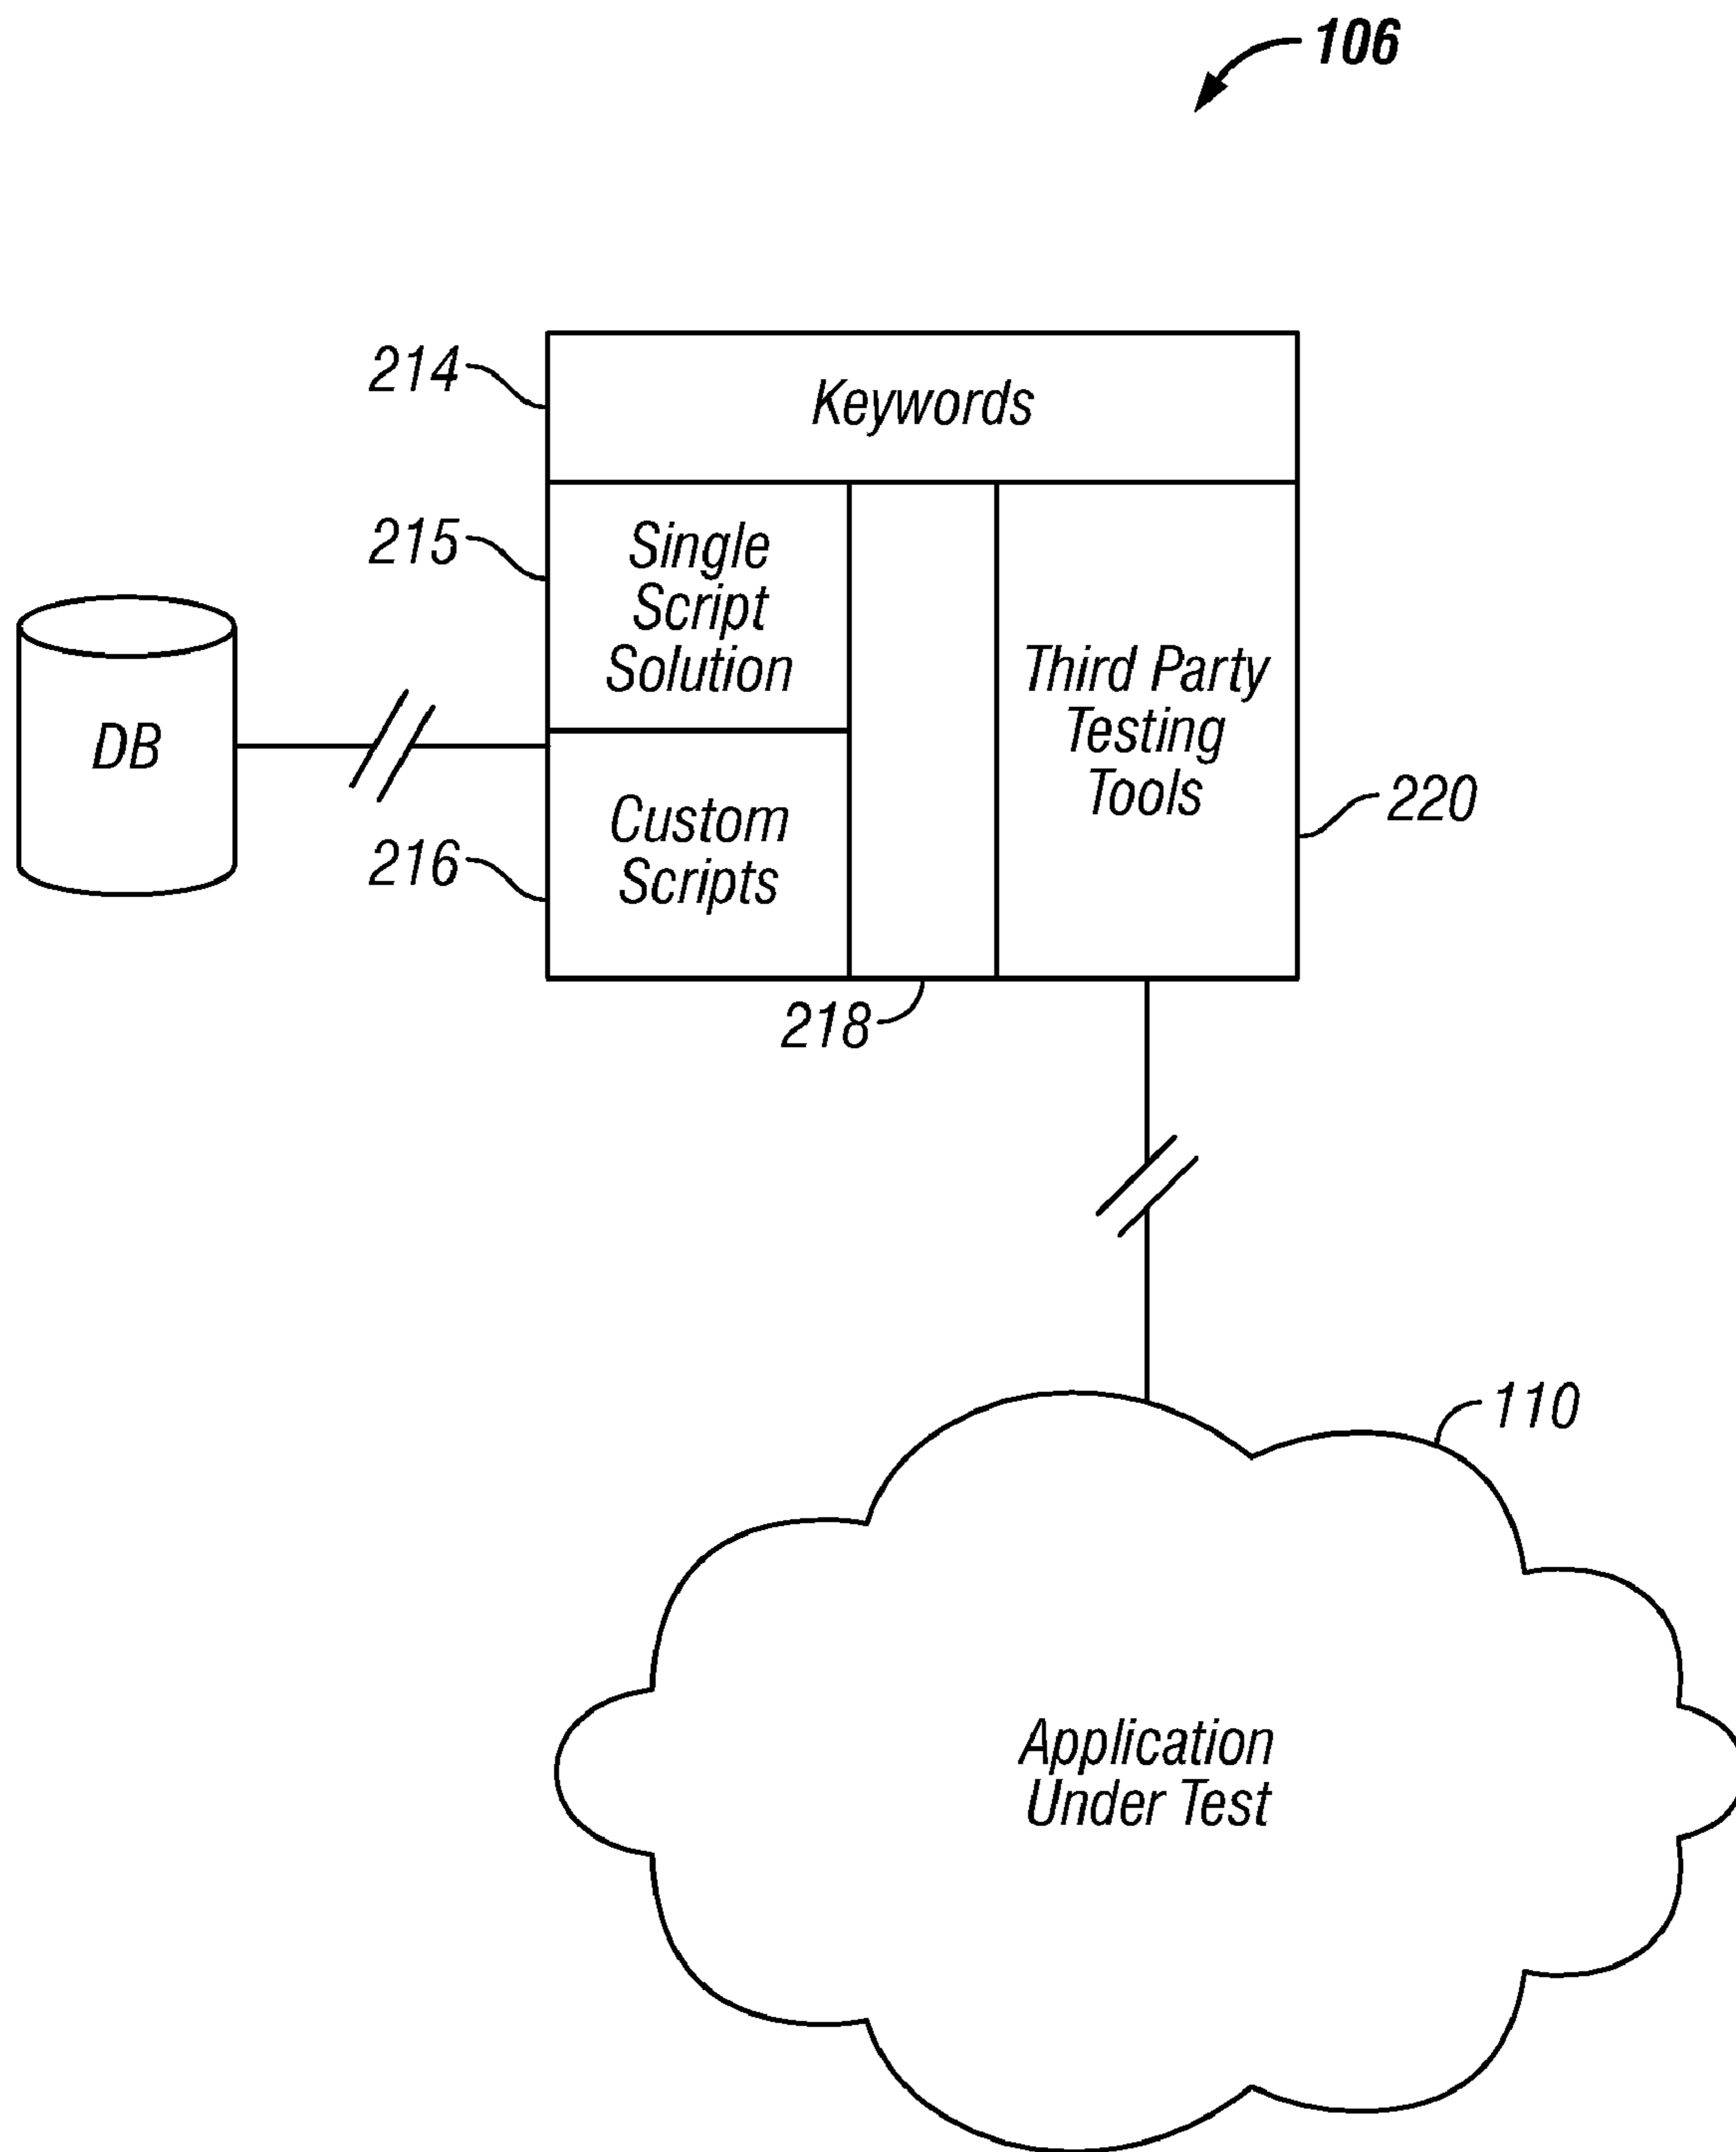 106
214
Keywords
215
Single
Script
Solution
Third Party
Testing
Tools
DB
220
216
Custom
Scripts
218
110
Application
Under Test